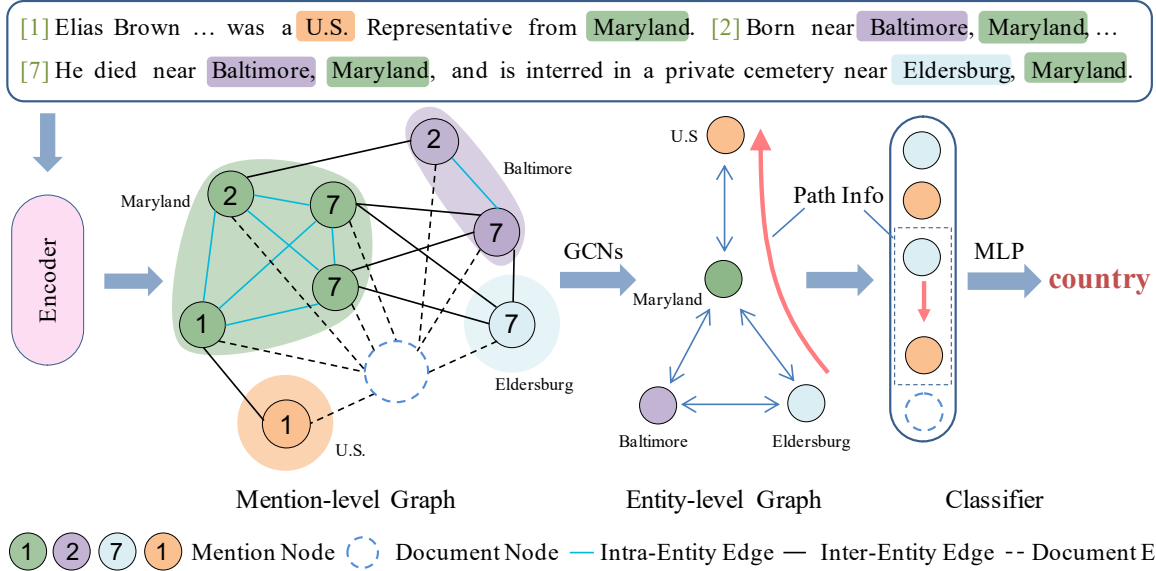 [1] Elias Brown … was a U.S. Representative from Maryland. [2] Born near Baltimore, Maryland, …
[7] He died near Baltimore, Maryland, and is interred in a private cemetery near Eldersburg, Maryland.
Encoder
Maryland
Baltimore
Eldersburg
U.S.
2
7
7
1
2
7
7
1
GCNs
U.S
Maryland
Baltimore
Eldersburg
Path Info
MLP
country
Mention-level Graph
Entity-level Graph
Classifier
1 2 7 1 Mention Node Document Node Intra-Entity Edge Inter-Entity Edge Document E